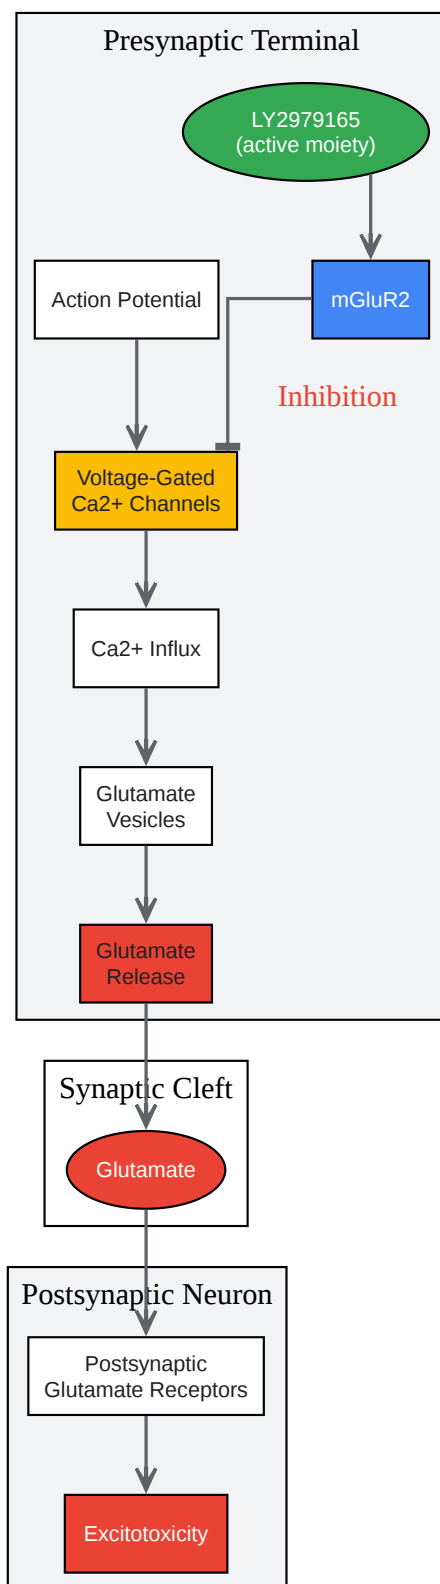 Presynaptic Terminal
LY2979165
(active moiety)
Action Potential
mGluR2
Inhibition
Voltage-Gated
Ca2+ Channels
Ca2+ Influx
Glutamate
Vesicles
Glutamate
Release
Synaptic Cleft
Glutamate
Postsynaptic Neuron
Postsynaptic
Glutamate Receptors
Excitotoxicity